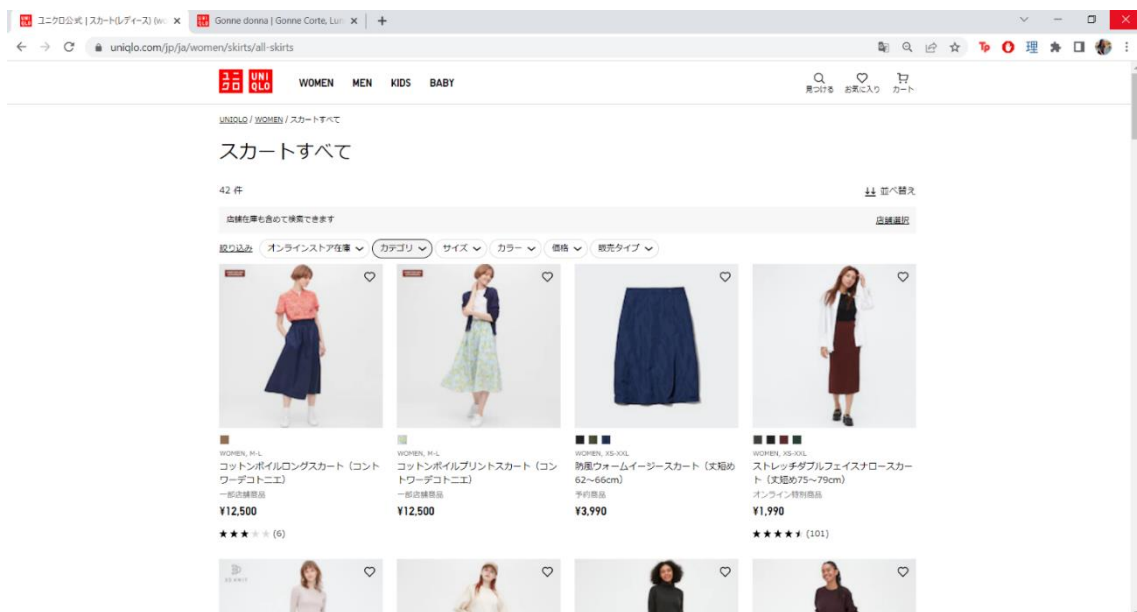 ユニクロ公式 | スカート(レディース) (wo
Gonne donna | Gonne Corte, Lun
uniqlo.com/jp/ja/women/skirts/all-skirts
ユニクロ UNIQLO WOMEN MEN KIDS BABY
見つける お気に入り カート
UNIQLO / WOMEN / スカートすべて
スカートすべて
42 件
並べ替え
店舗在庫も含めて検索できます
店舗選択
絞り込み オンラインストア在庫 カテゴリ サイズ カラー 価格 販売タイプ
WOMEN, M-L
コットンボイルロングスカート（コント
ワーデコトニエ）
一部店舗商品
¥12,500
(6)
WOMEN, M-L
コットンボイルプリントスカート（コン
トワーデコトニエ）
一部店舗商品
¥12,500
WOMEN, XS-XXL
防風ウォームイージースカート（丈短め
62～66cm）
予約商品
¥3,990
WOMEN, XS-XXL
ストレッチダブルフェイスナロースカー
ト（丈短め75～79cm）
オンライン特別商品
¥1,990
(101)
3D KNIT